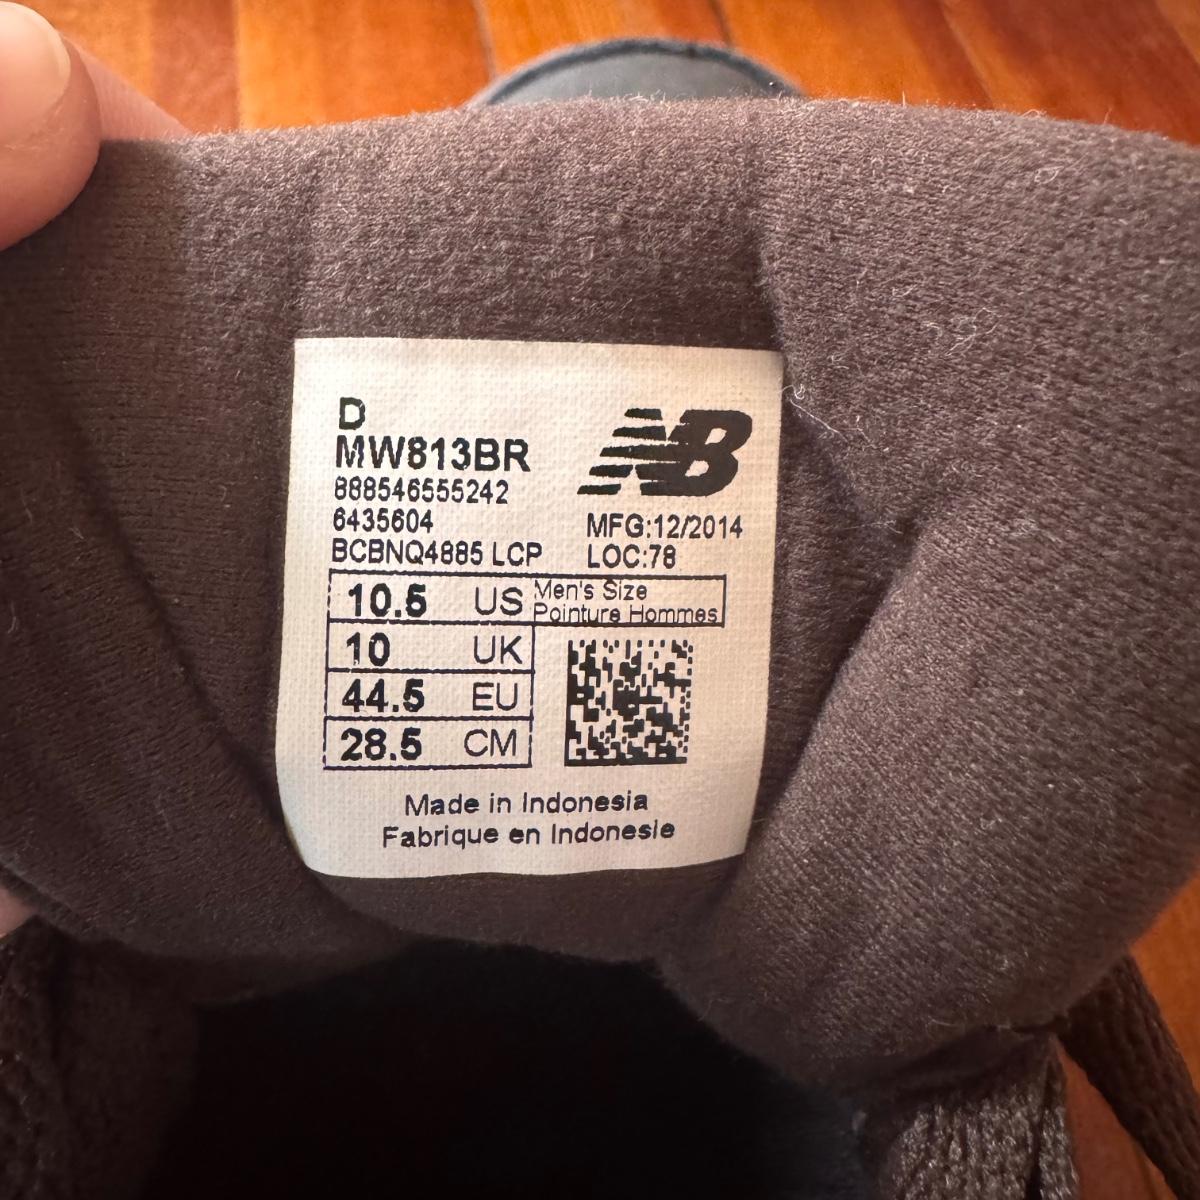 D
MW813BR
888546555242
6435604
BCBNQ4885 LCP
NB
MFG:12/2014
LOC:78
10.5 US Men's Size
Pointure Hommes
10 UK
44.5 EU
28.5 CM
Made in Indonesia
Fabrique en Indonesie